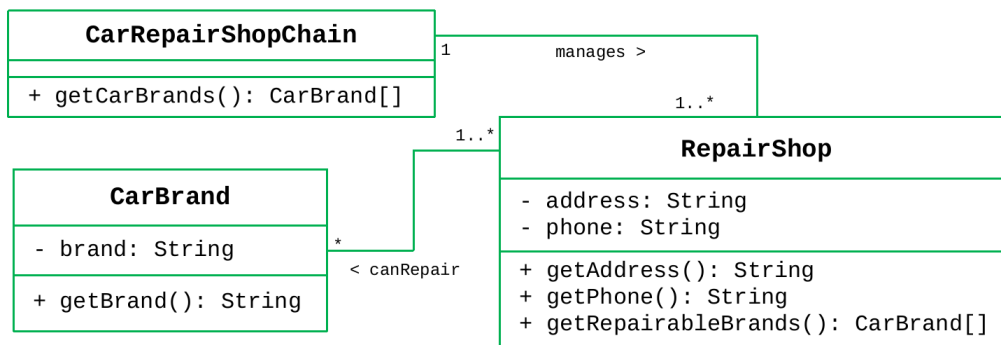 CarRepairShopChain
+ getCarBrands(): CarBrand[]
1
manages >
1..*
1..*
RepairShop
- address: String
- phone: String
+ getAddress(): String
+ getPhone(): String
+ getRepairableBrands(): CarBrand[]
CarBrand
- brand: String
+ getBrand(): String
*
< canRepair